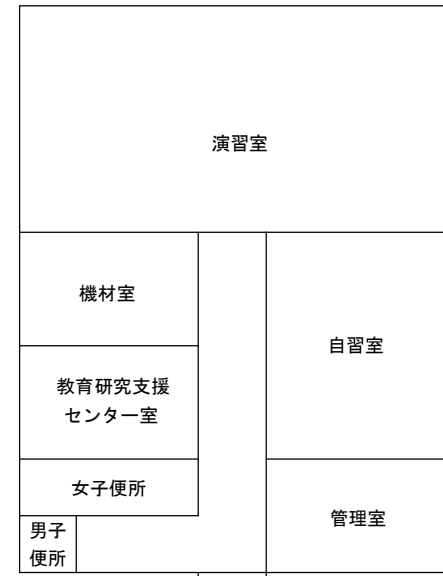 演習室
機材室
自習室
教育研究支援
センター室
女子便所
管理室
男子
便所